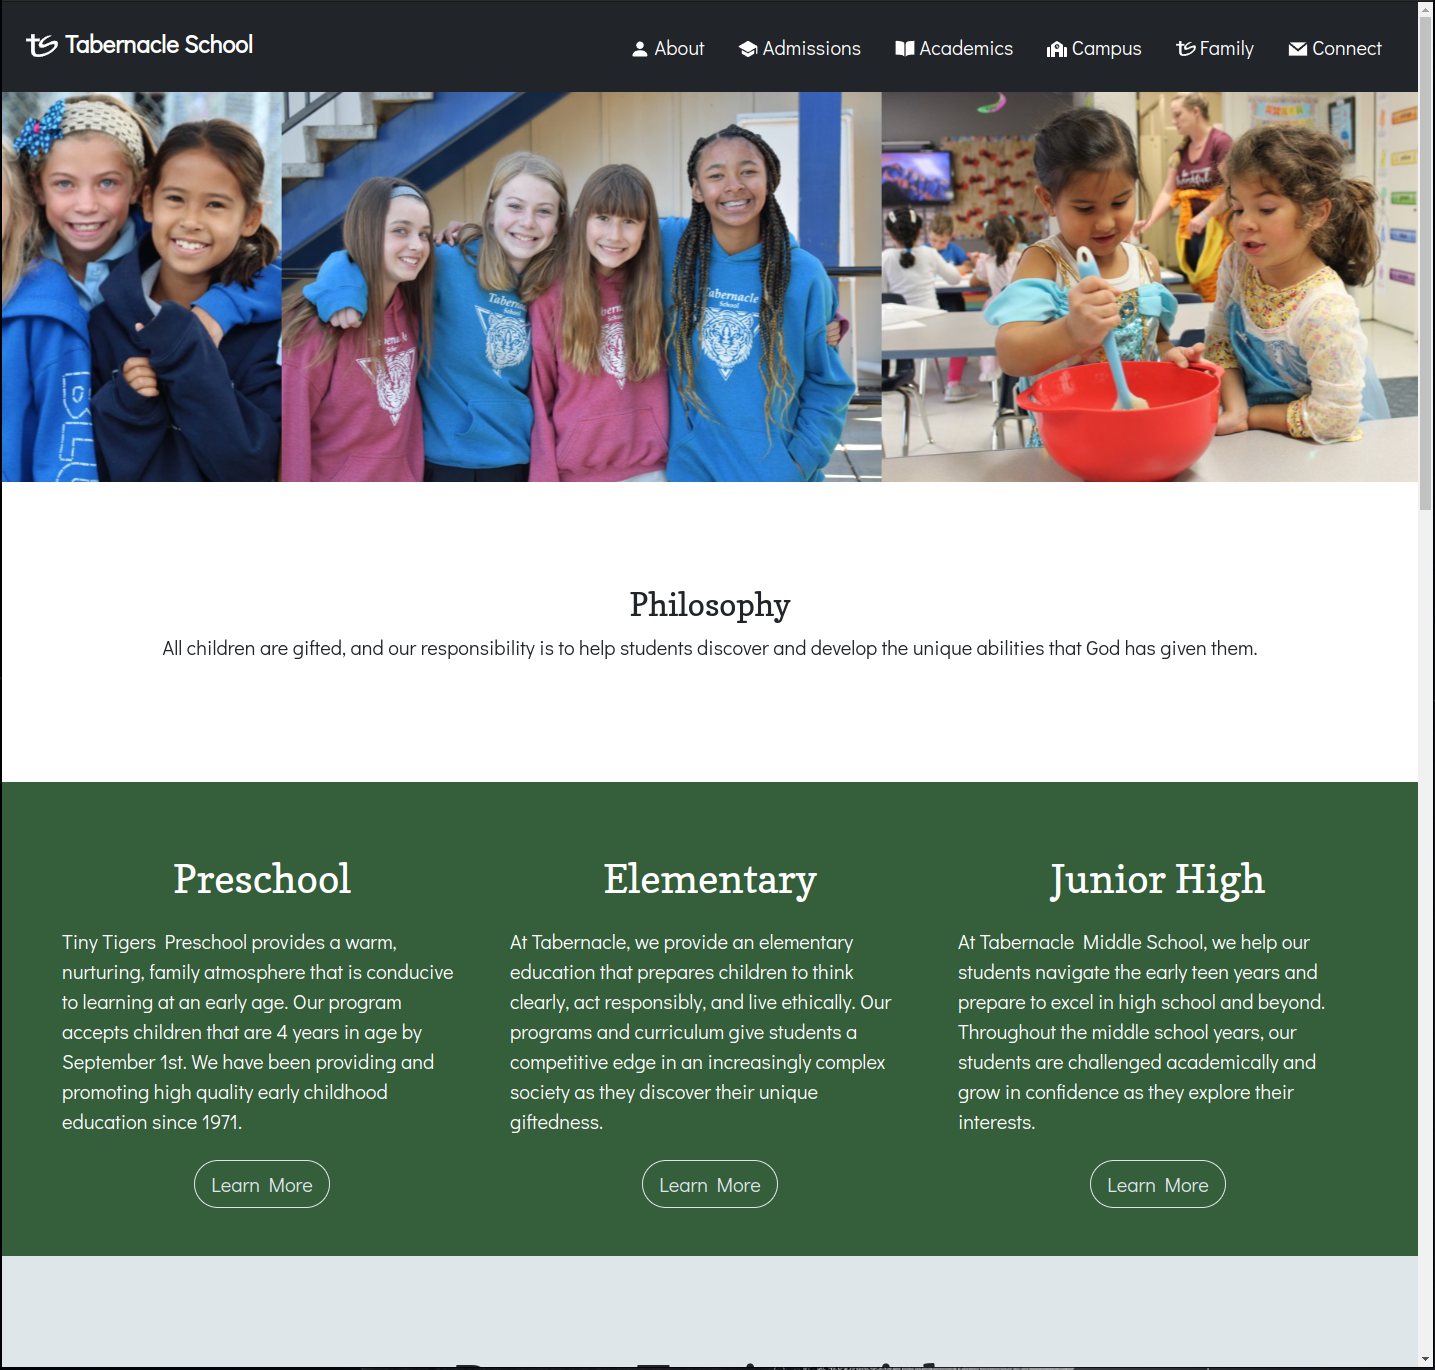 Tabernacle School
About Admissions Academics Campus Family Connect
Tabernacle
School
Tabernacle
Philosophy
All children are gifted, and our responsibility is to help students discover and develop the unique abilities that God has given them.
Preschool
Tiny Tigers Preschool provides a warm,
nurturing, family atmosphere that is conducive
to learning at an early age. Our program
accepts children that are 4 years in age by
September 1st. We have been providing and
promoting high quality early childhood
education since 1971.
Learn More
Elementary
At Tabernacle, we provide an elementary
education that prepares children to think
clearly, act responsibly, and live ethically. Our
programs and curriculum give students a
competitive edge in an increasingly complex
society as they discover their unique
giftedness.
Learn More
Junior High
At Tabernacle Middle School, we help our
students navigate the early teen years and
prepare to excel in high school and beyond.
Throughout the middle school years, our
students are challenged academically and
grow in confidence as they explore their
interests.
Learn More